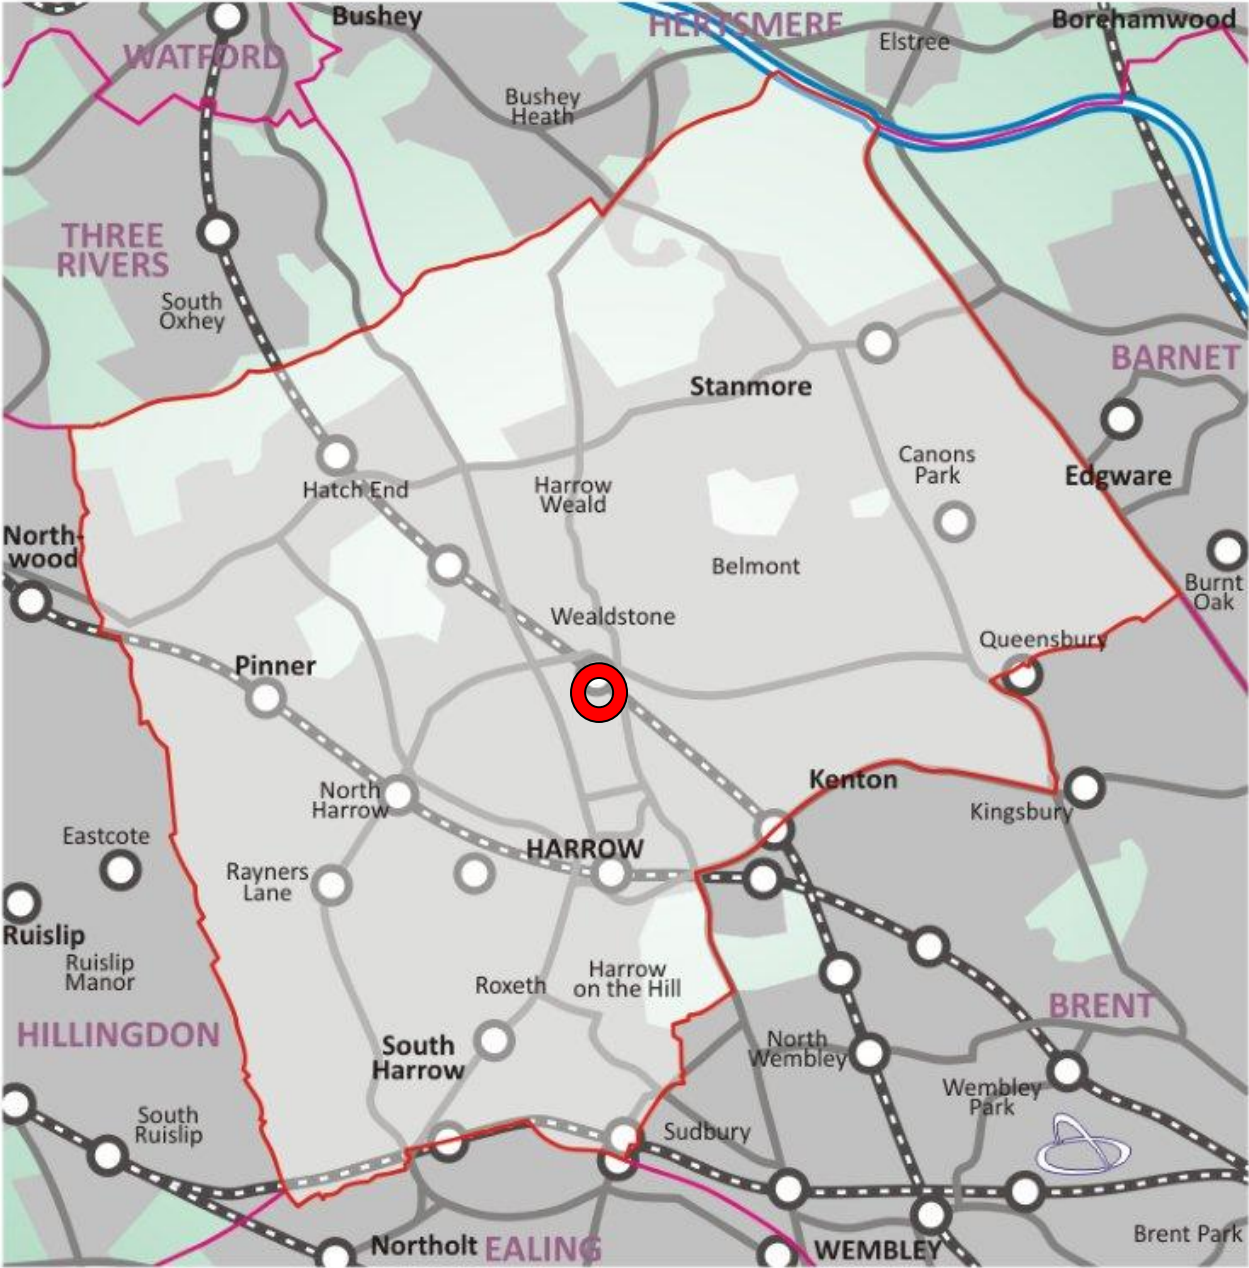 Bushey
HERTSMERE
Borehamwood
WATFORD
Elstree
Bushey
Heath
THREE
RIVERS
South
Oxhey
BARNET
Stanmore
Canons
Park
Edgware
Hatch End
Harrow
Weald
North-
wood
Belmont
Burnt
Oak
Wealdstone
Queensbury
Pinner
Kenton
North
Harrow
Kingsbury
Eastcote
HARROW
Rayners
Lane
Ruislip
Ruislip
Manor
Harrow
on the Hill
Roxeth
BRENT
HILLINGDON
South
Harrow
North
Wembley
Wembley
Park
South
Ruislip
Sudbury
Brent Park
Northolt
EALING
WEMBLEY